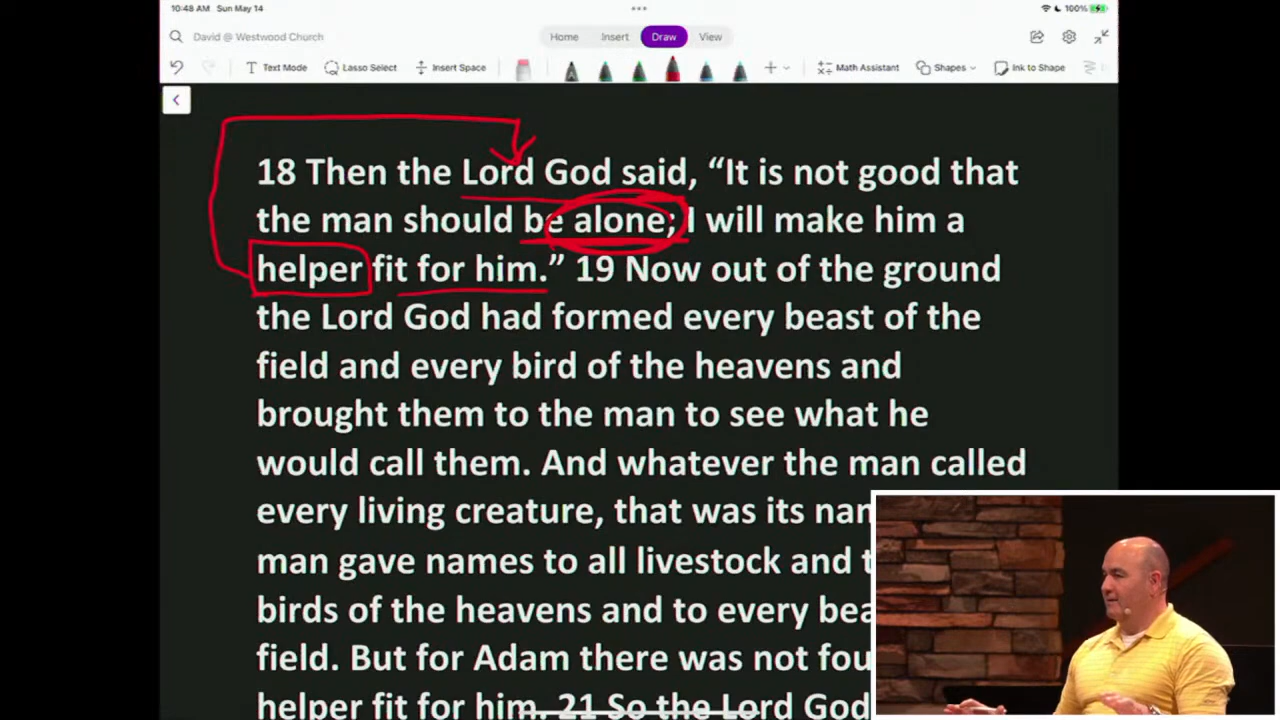 10:48 AM Sun May 14
100%
David @ Westwood Church
Home Insert Draw View
Text Mode Lasso Select Insert Space Math Assistant Shapes Ink to Shape
18 Then the Lord God said, “It is not good that
the man should be alone; I will make him a
helper fit for him.” 19 Now out of the ground
the Lord God had formed every beast of the
field and every bird of the heavens and
brought them to the man to see what he
would call them. And whatever the man called
every living creature, that was its
man gave names to all livestock and
birds of the heavens and to every
field. But for Adam there was not
helper fit for him. 21 So the Lord God